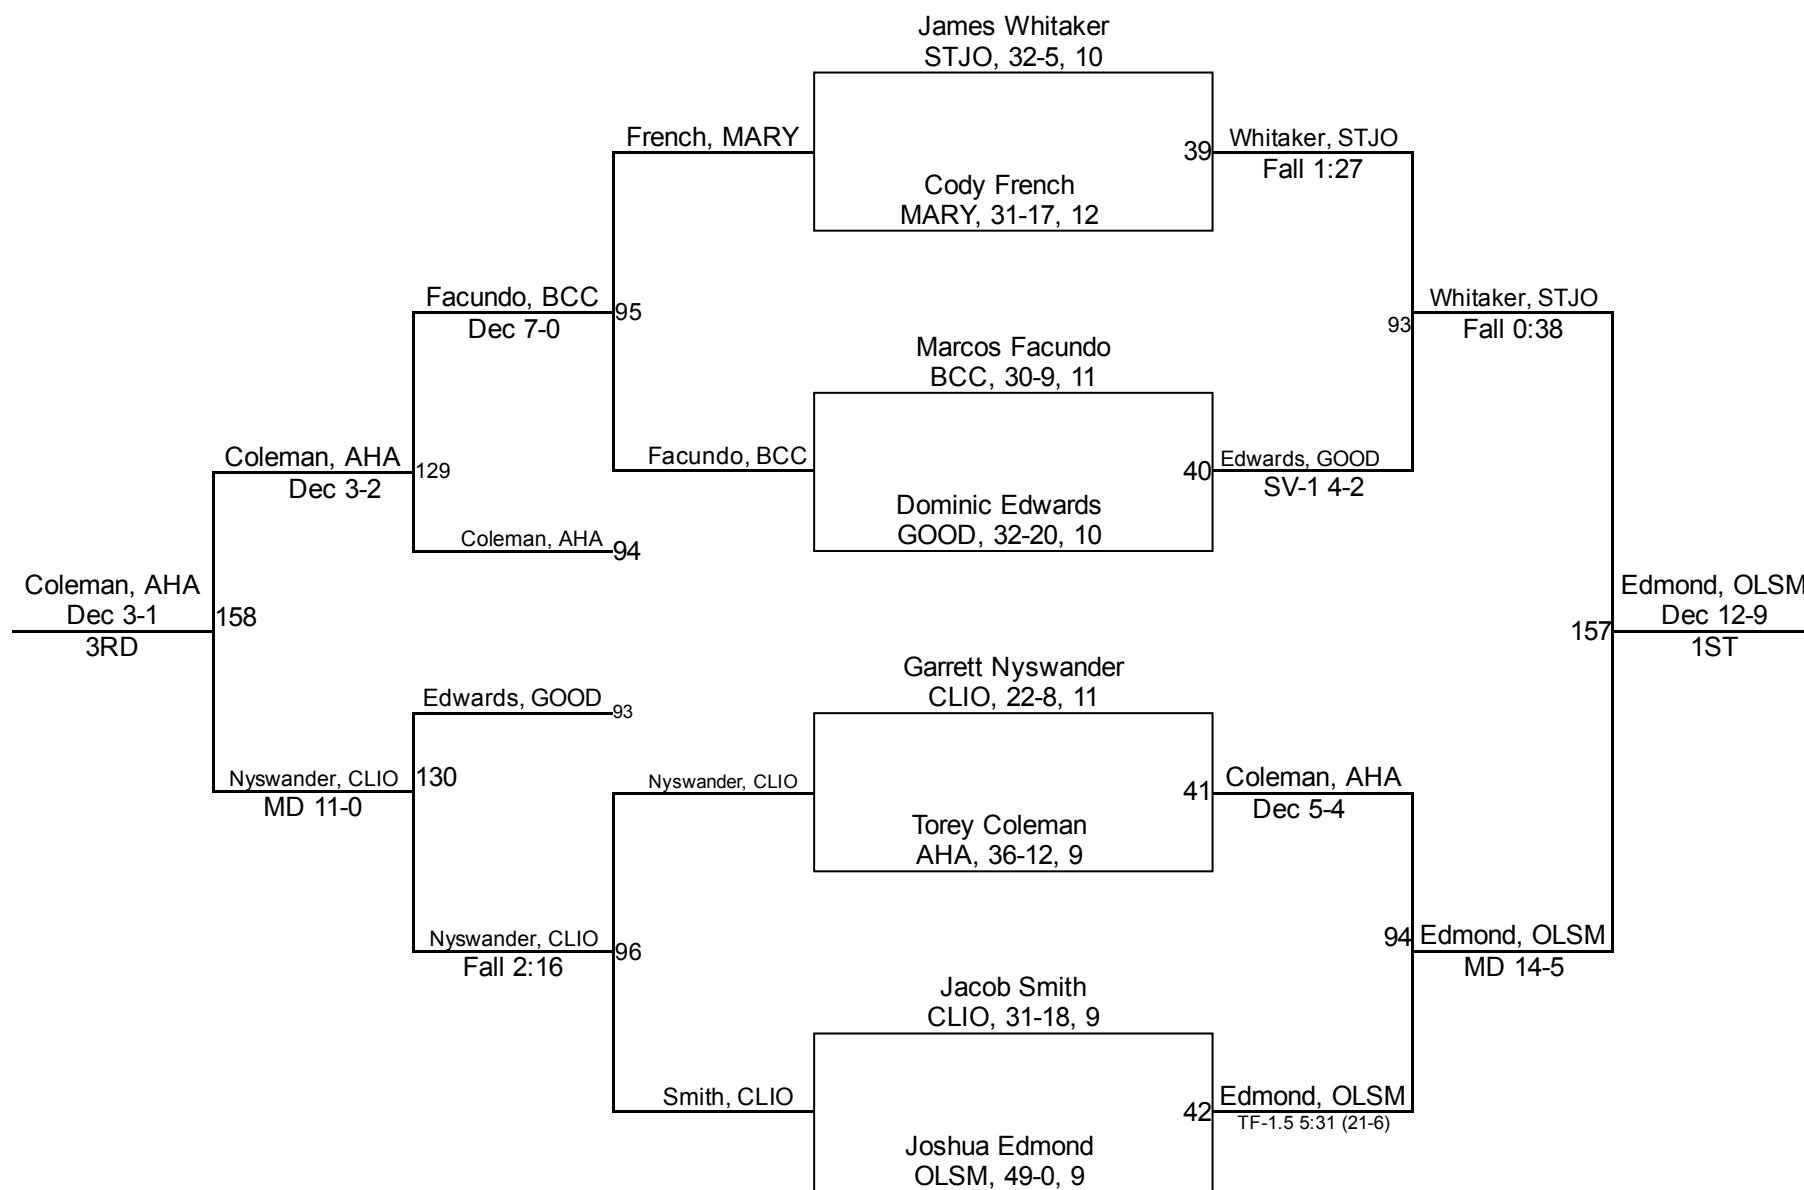 James Whitaker
STJO, 32-5, 10
French, MARY
39
Whitaker, STJO
Fall 1:27
Cody French
MARY, 31-17, 12
Facundo, BCC
Dec 7-0
95
Whitaker, STJO
93
Fall 0:38
Marcos Facundo
BCC, 30-9, 11
Coleman, AHA
Dec 3-2
129
Facundo, BCC
40
Edwards, GOOD
SV-1 4-2
Dominic Edwards
GOOD, 32-20, 10
Coleman, AHA
94
Coleman, AHA
Dec 3-1
3RD
158
Edmond, OLSM
157
Dec 12-9
1ST
Garrett Nyswander
CLIO, 22-8, 11
Edwards, GOOD
93
Nyswander, CLIO
MD 11-0
130
Nyswander, CLIO
41
Coleman, AHA
Dec 5-4
Torey Coleman
AHA, 36-12, 9
Nyswander, CLIO
Fall 2:16
96
94
Edmond, OLSM
MD 14-5
Jacob Smith
CLIO, 31-18, 9
Smith, CLIO
42
Edmond, OLSM
TF-1.5 5:31 (21-6)
Joshua Edmond
OLSM, 49-0, 9